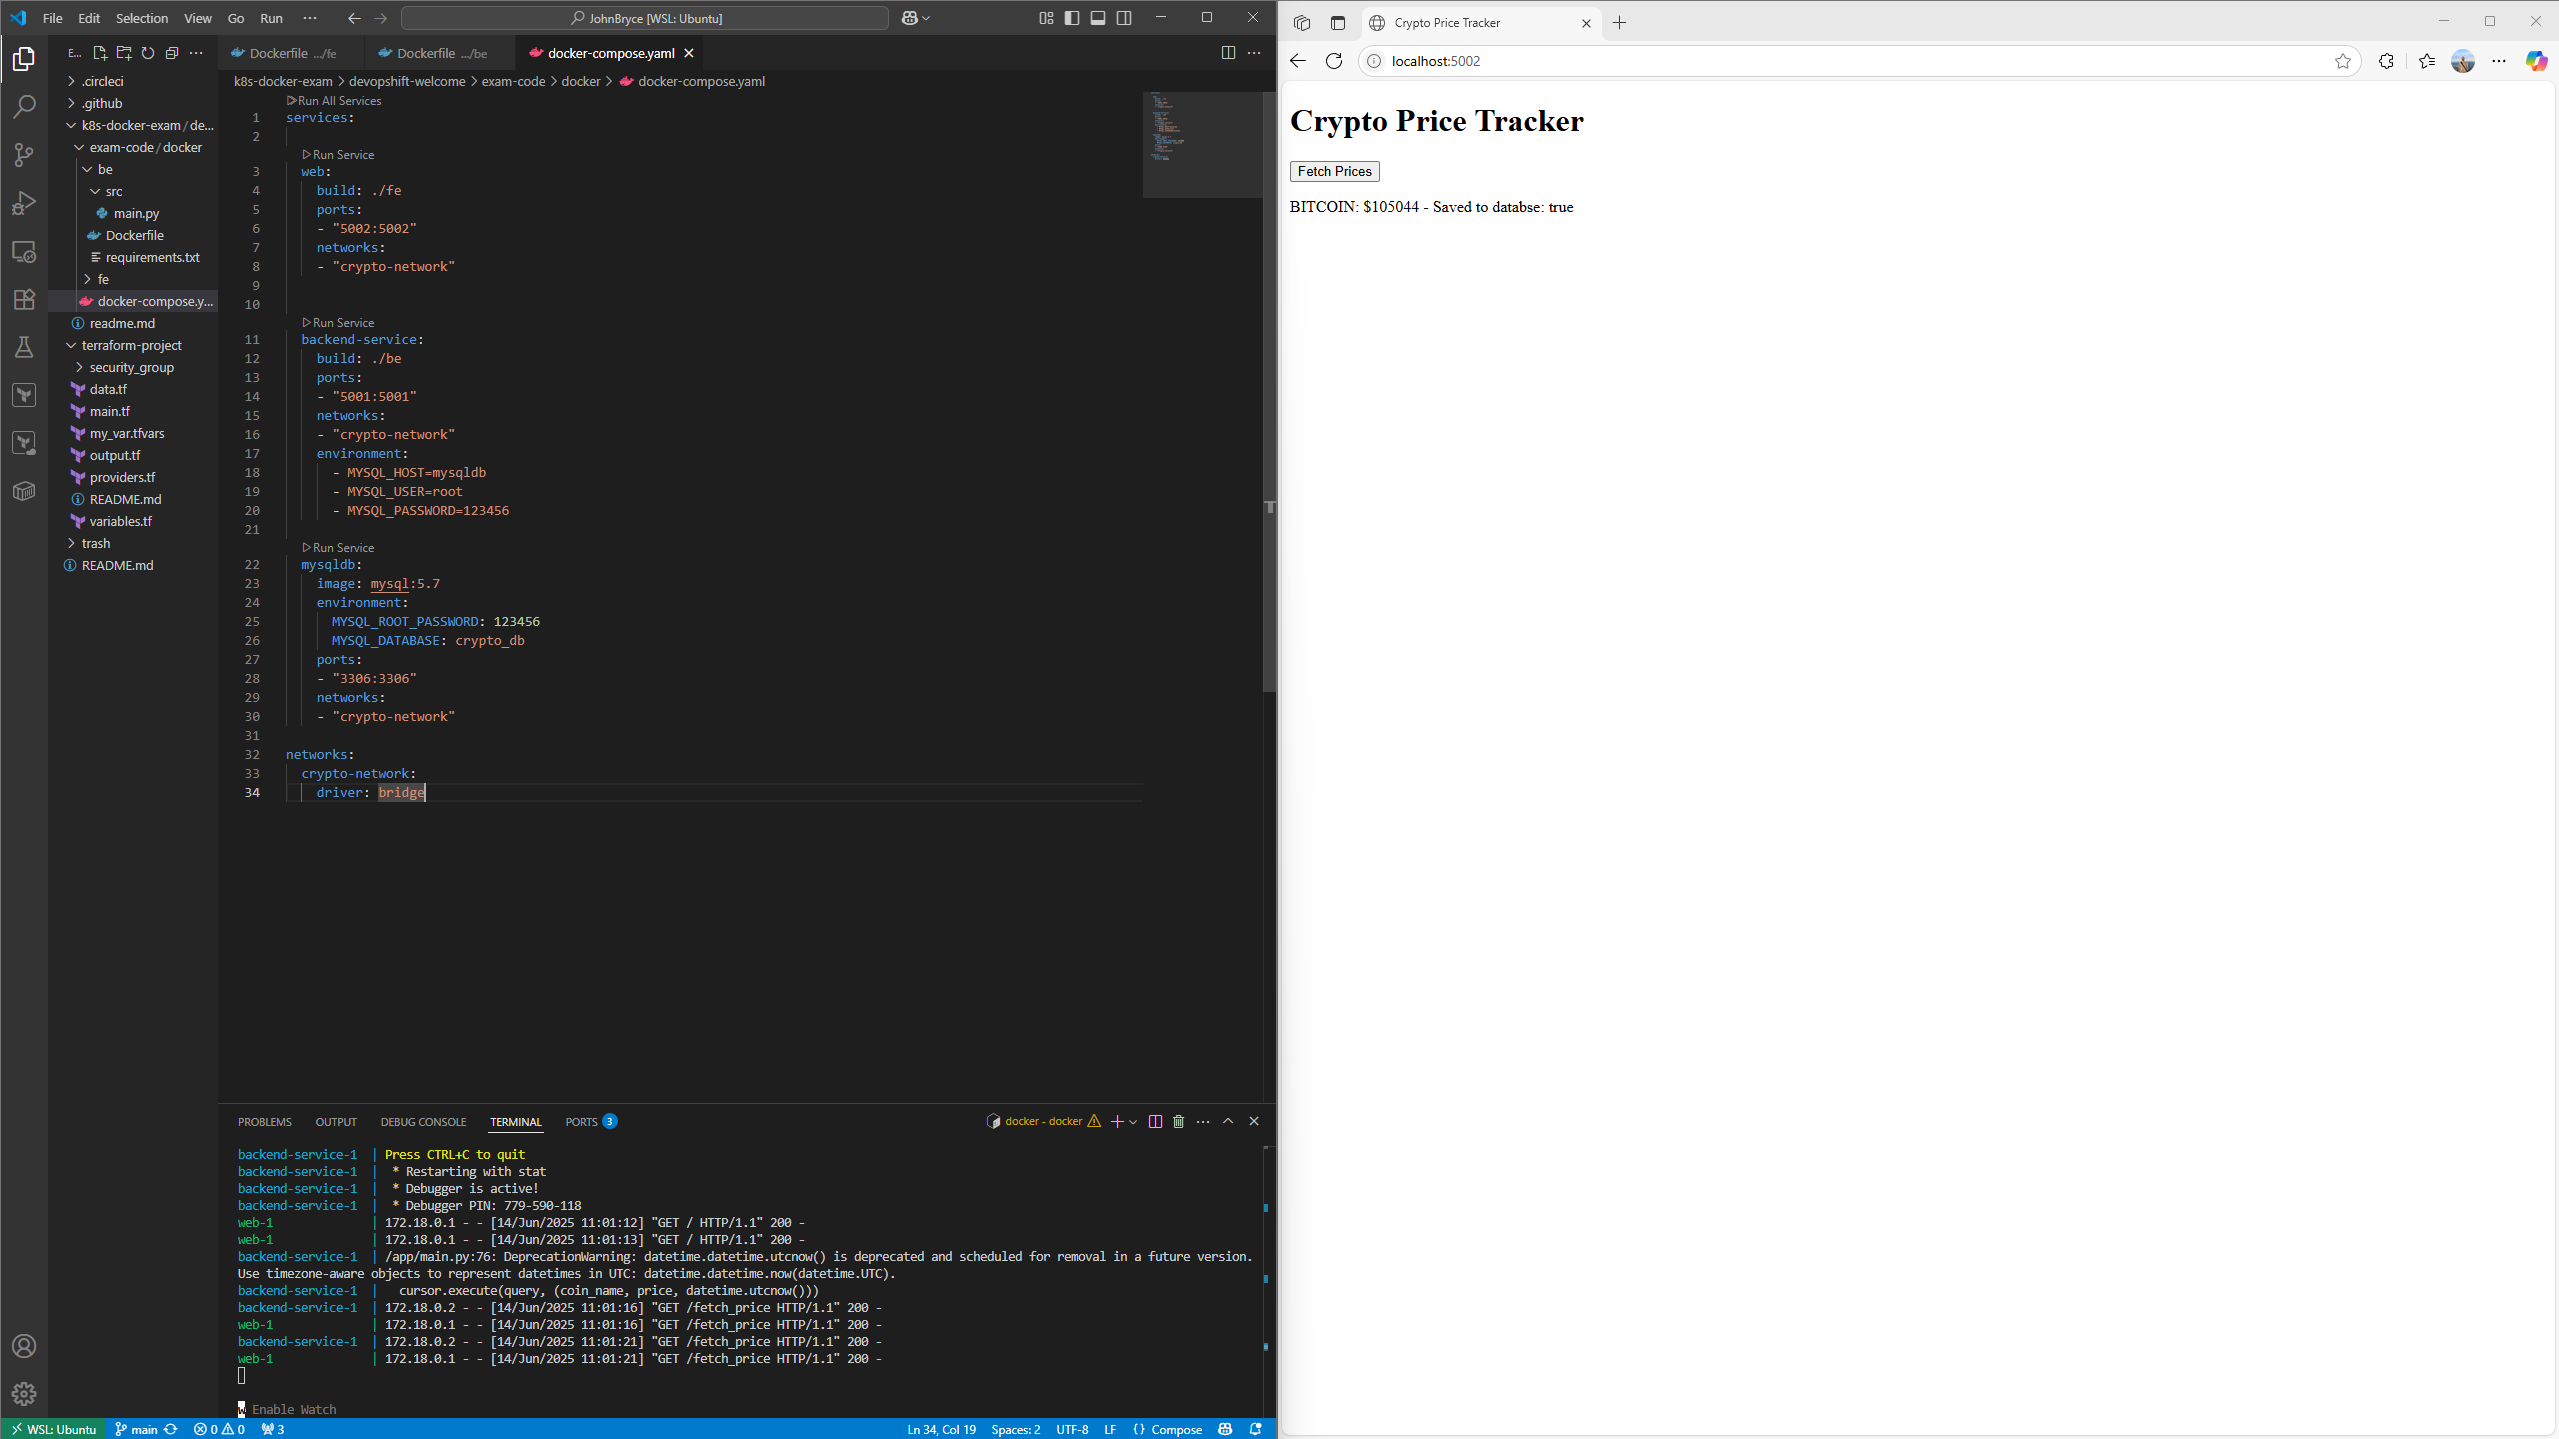 File Edit Selection View Go Run ··· JohnBryce [WSL: Ubuntu]
E... 
.circleci
.github
k8s-docker-exam / de...
exam-code / docker
be
src
main.py
Dockerfile
requirements.txt
fe
docker-compose.y...
readme.md
terraform-project
security_group
data.tf
main.tf
my_var.tfvars
output.tf
providers.tf
README.md
variables.tf
trash
README.md
Dockerfile .../fe Dockerfile .../be docker-compose.yaml
k8s-docker-exam > devopshift-welcome > exam-code > docker > docker-compose.yaml
Run All Services
1 services:
2
Run Service
3 web:
4 build: ./fe
5 ports:
6 - "5002:5002"
7 networks:
8 - "crypto-network"
9
10
Run Service
11 backend-service:
12 build: ./be
13 ports:
14 - "5001:5001"
15 networks:
16 - "crypto-network"
17 environment:
18 - MYSQL_HOST=mysqldb
19 - MYSQL_USER=root
20 - MYSQL_PASSWORD=123456
21
Run Service
22 mysqldb:
23 image: mysql:5.7
24 environment:
25 MYSQL_ROOT_PASSWORD: 123456
26 MYSQL_DATABASE: crypto_db
27 ports:
28 - "3306:3306"
29 networks:
30 - "crypto-network"
31
32 networks:
33 crypto-network:
34 driver: bridge
PROBLEMS OUTPUT DEBUG CONSOLE TERMINAL PORTS 3 docker - docker
backend-service-1 | Press CTRL+C to quit
backend-service-1 | * Restarting with stat
backend-service-1 | * Debugger is active!
backend-service-1 | * Debugger PIN: 779-590-118
web-1 | 172.18.0.1 - - [14/Jun/2025 11:01:12] "GET / HTTP/1.1" 200 -
web-1 | 172.18.0.1 - - [14/Jun/2025 11:01:13] "GET / HTTP/1.1" 200 -
backend-service-1 | /app/main.py:76: DeprecationWarning: datetime.datetime.utcnow() is deprecated and scheduled for removal in a future version.
Use timezone-aware objects to represent datetimes in UTC: datetime.datetime.now(datetime.UTC).
backend-service-1 | cursor.execute(query, (coin_name, price, datetime.utcnow()))
backend-service-1 | 172.18.0.2 - - [14/Jun/2025 11:01:16] "GET /fetch_price HTTP/1.1" 200 -
web-1 | 172.18.0.1 - - [14/Jun/2025 11:01:16] "GET /fetch_price HTTP/1.1" 200 -
backend-service-1 | 172.18.0.2 - - [14/Jun/2025 11:01:21] "GET /fetch_price HTTP/1.1" 200 -
web-1 | 172.18.0.1 - - [14/Jun/2025 11:01:21] "GET /fetch_price HTTP/1.1" 200 -
w Enable Watch
WSL: Ubuntu main 0 0 3 Ln 34, Col 19 Spaces: 2 UTF-8 LF {} Compose
Crypto Price Tracker
localhost:5002
Crypto Price Tracker
Fetch Prices
BITCOIN: $105044 - Saved to databse: true